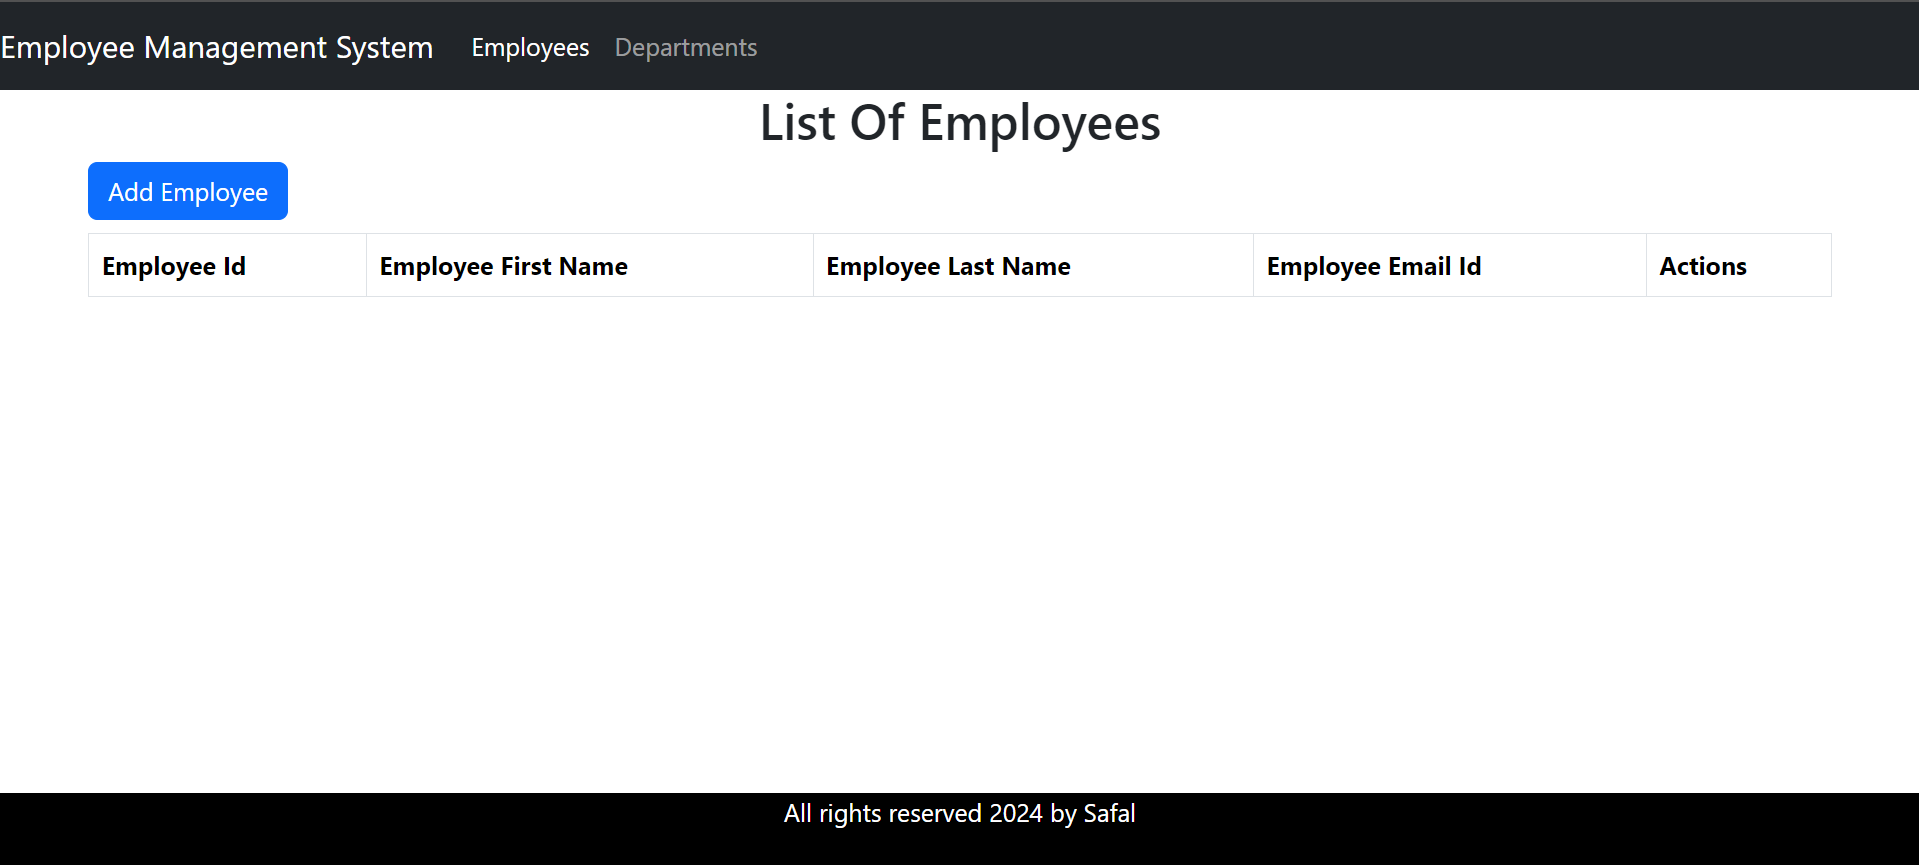 Employee Management System Employees Departments
List Of Employees
Add Employee
Employee Id Employee First Name Employee Last Name Employee Email Id Actions
All rights reserved 2024 by Safal